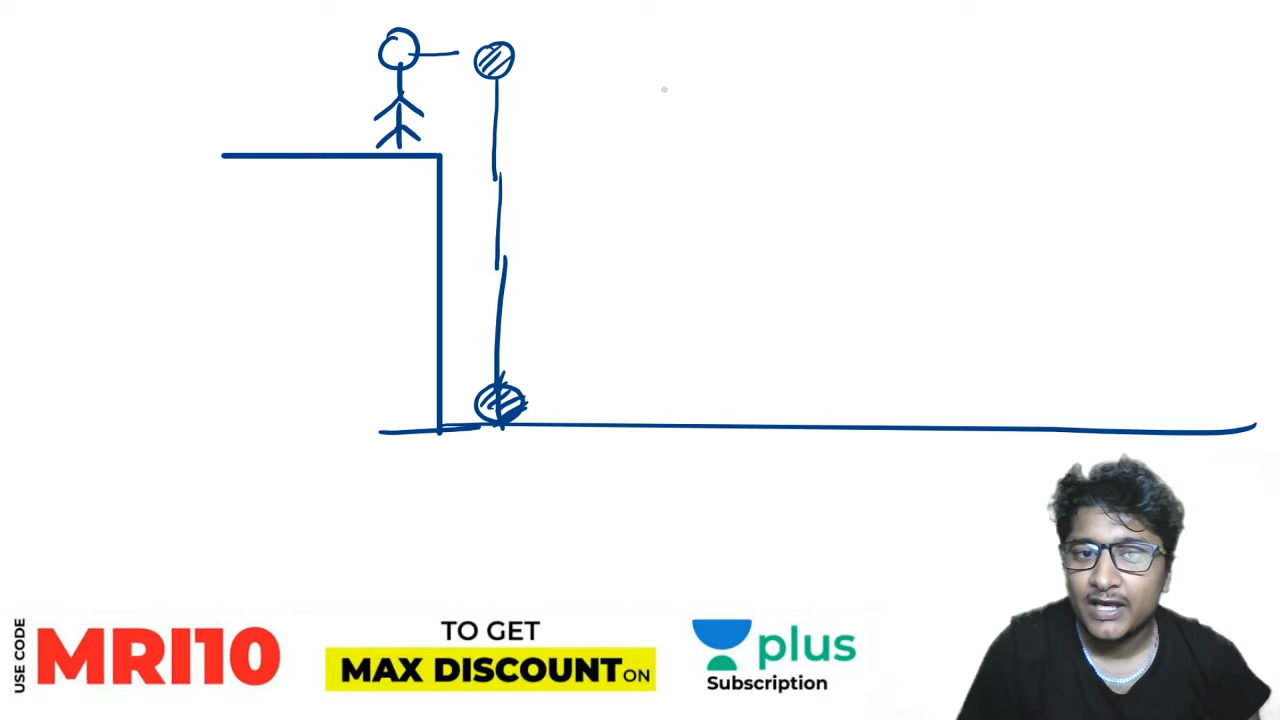 USE CODE
MRI10
TO GET
MAX DISCOUNT ON
plus
Subscription